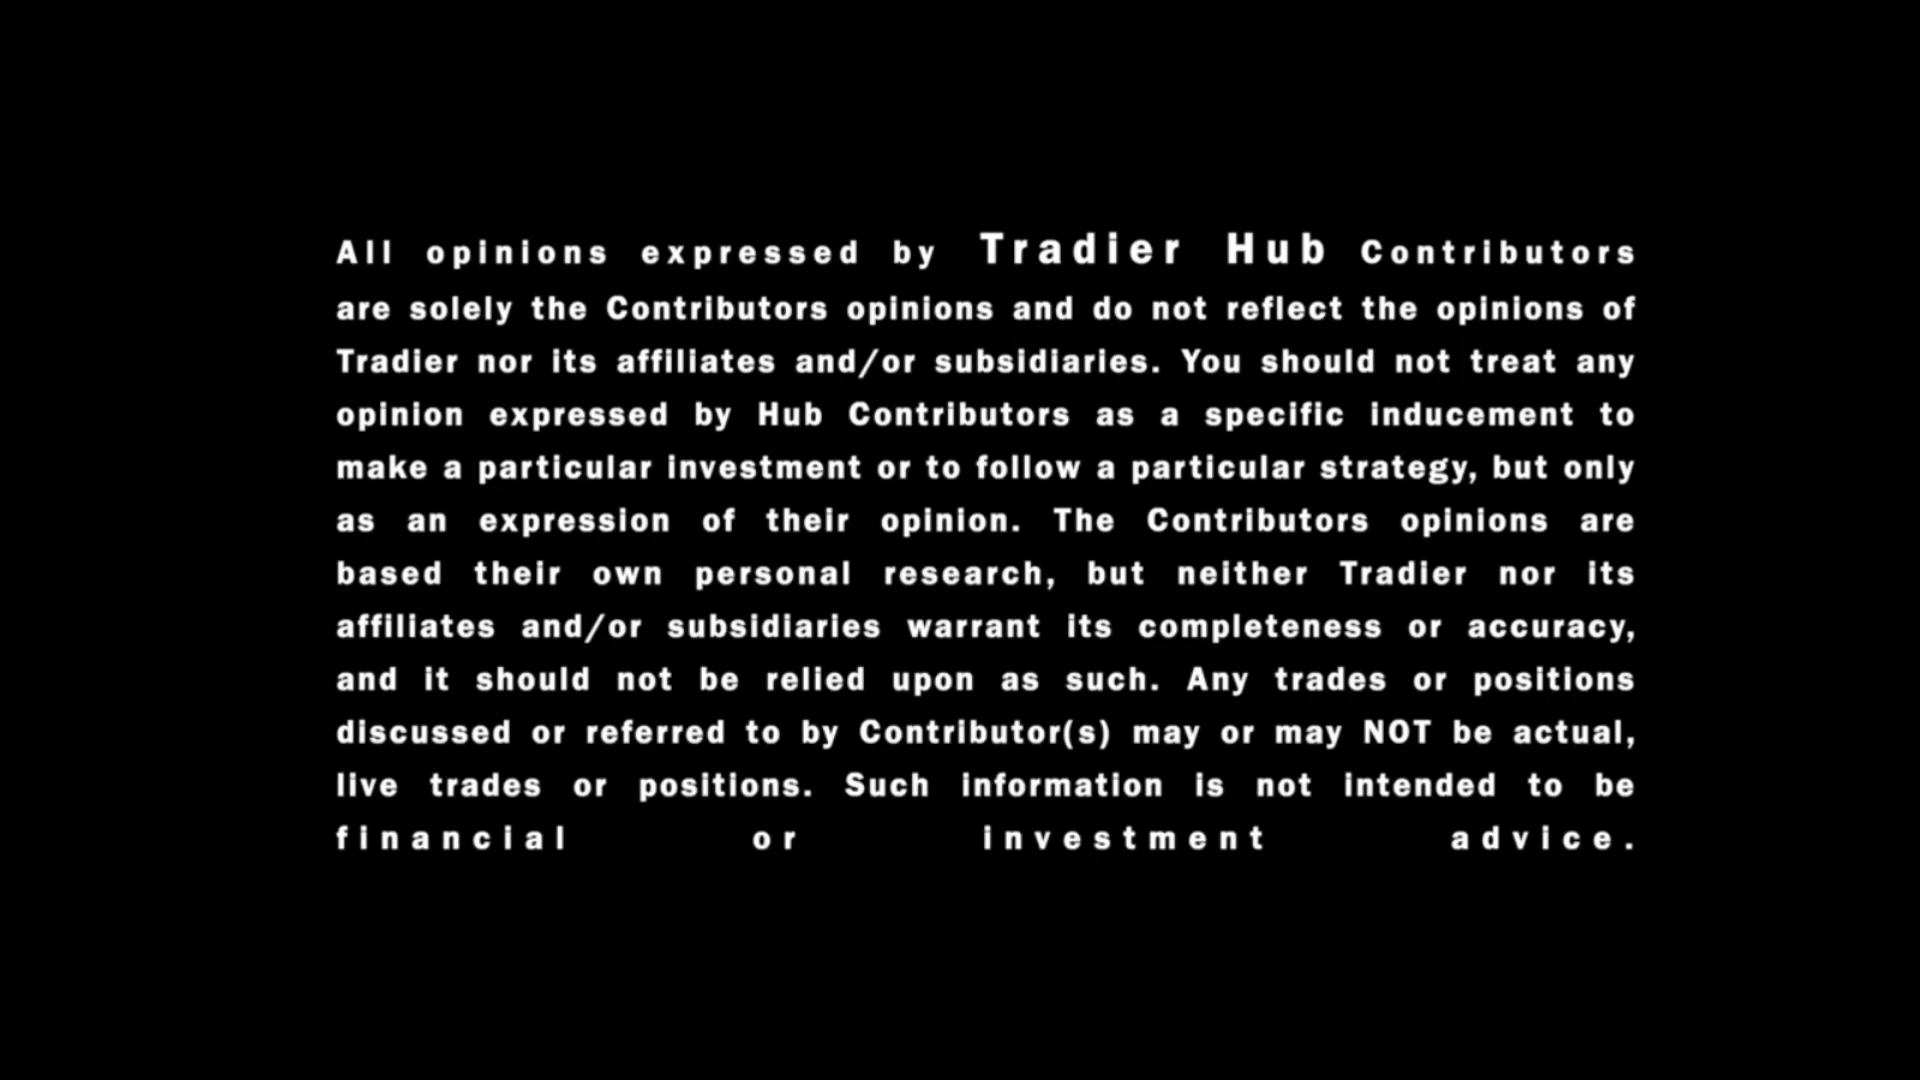 All opinions expressed by Tradier Hub Contributors
are solely the Contributors opinions and do not reflect the opinions of
Tradier nor its affiliates and/or subsidiaries. You should not treat any
opinion expressed by Hub Contributors as a specific inducement to
make a particular investment or to follow a particular strategy, but only
as an expression of their opinion. The Contributors opinions are
based their own personal research, but neither Tradier nor its
affiliates and/or subsidiaries warrant its completeness or accuracy,
and it should not be relied upon as such. Any trades or positions
discussed or referred to by Contributor(s) may or may NOT be actual,
live trades or positions. Such information is not intended to be
financial or investment advice.